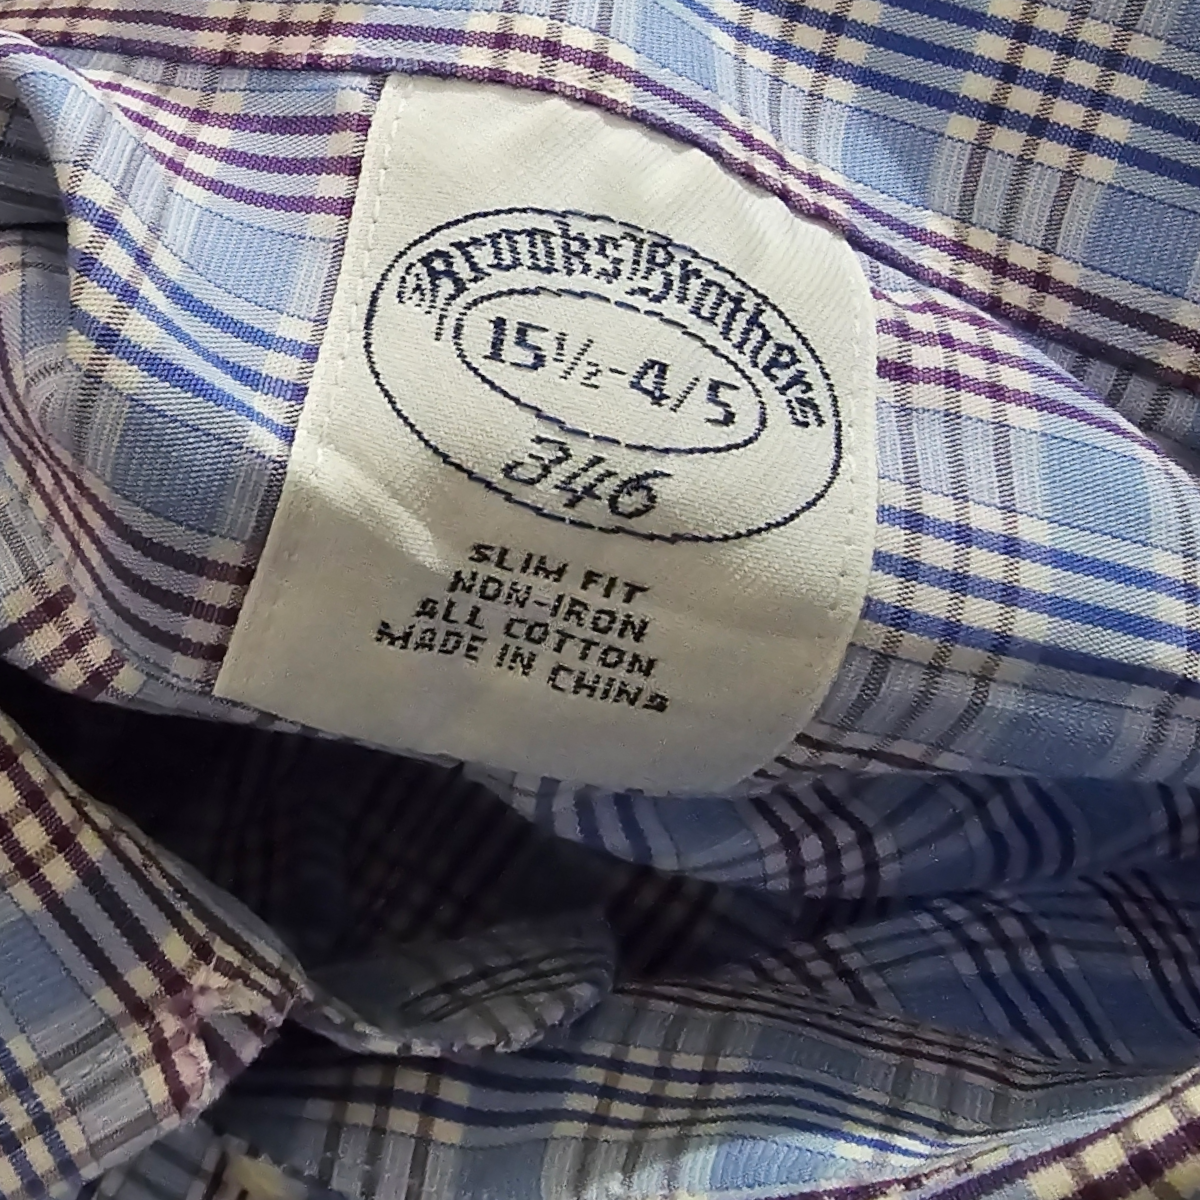 Brooks Brothers
15½-4/5
346
SLIM FIT
NON-IRON
ALL COTTON
MADE IN CHINA